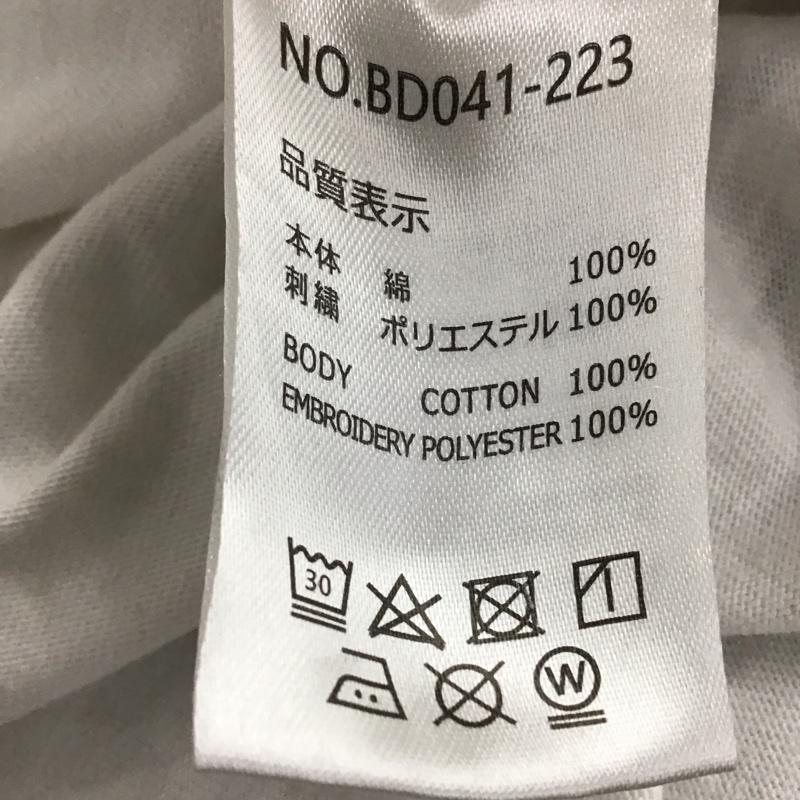 NO.BD041-223
品質表示
本体 綿 100%
刺繍 ポリエステル 100%
BODY COTTON 100%
EMBROIDERY POLYESTER 100%
30
W